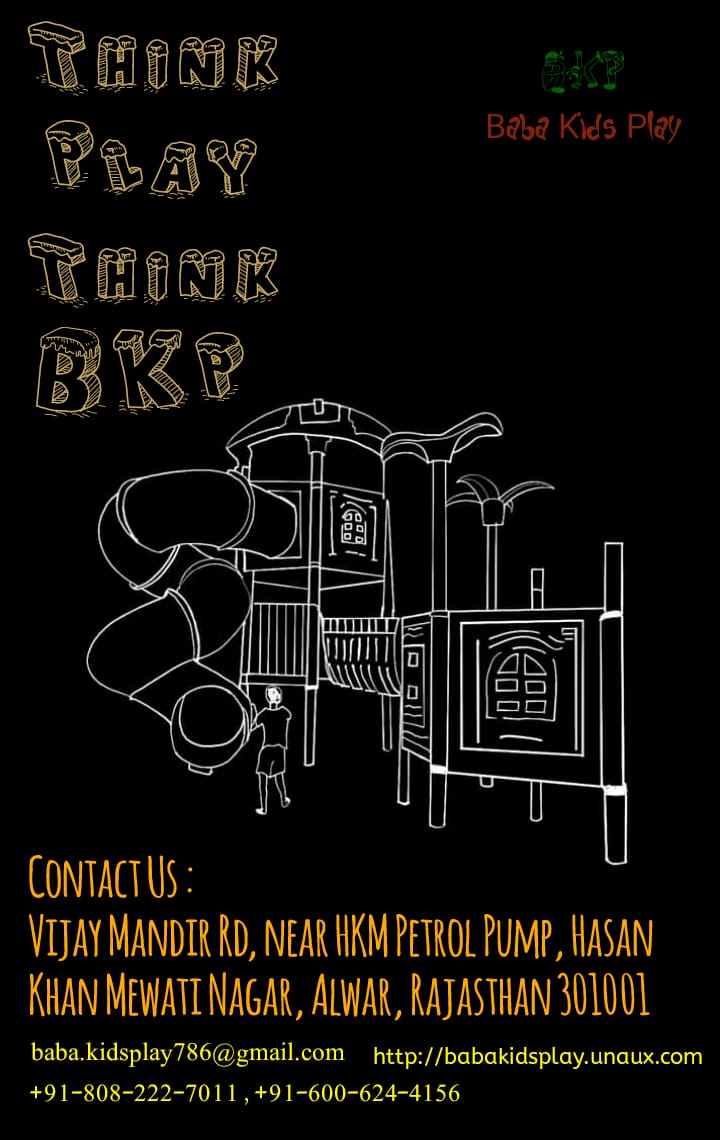 Think
Play
Think
BKP
BKP
Baba Kids Play
Contact Us :
Vijay Mandir Rd, near HKM Petrol Pump, Hasan
Khan Mewati Nagar, Alwar, Rajasthan 301001
baba.kidsplay786@gmail.com
http://babakidsplay.unaux.com
+91-808-222-7011 , +91-600-624-4156